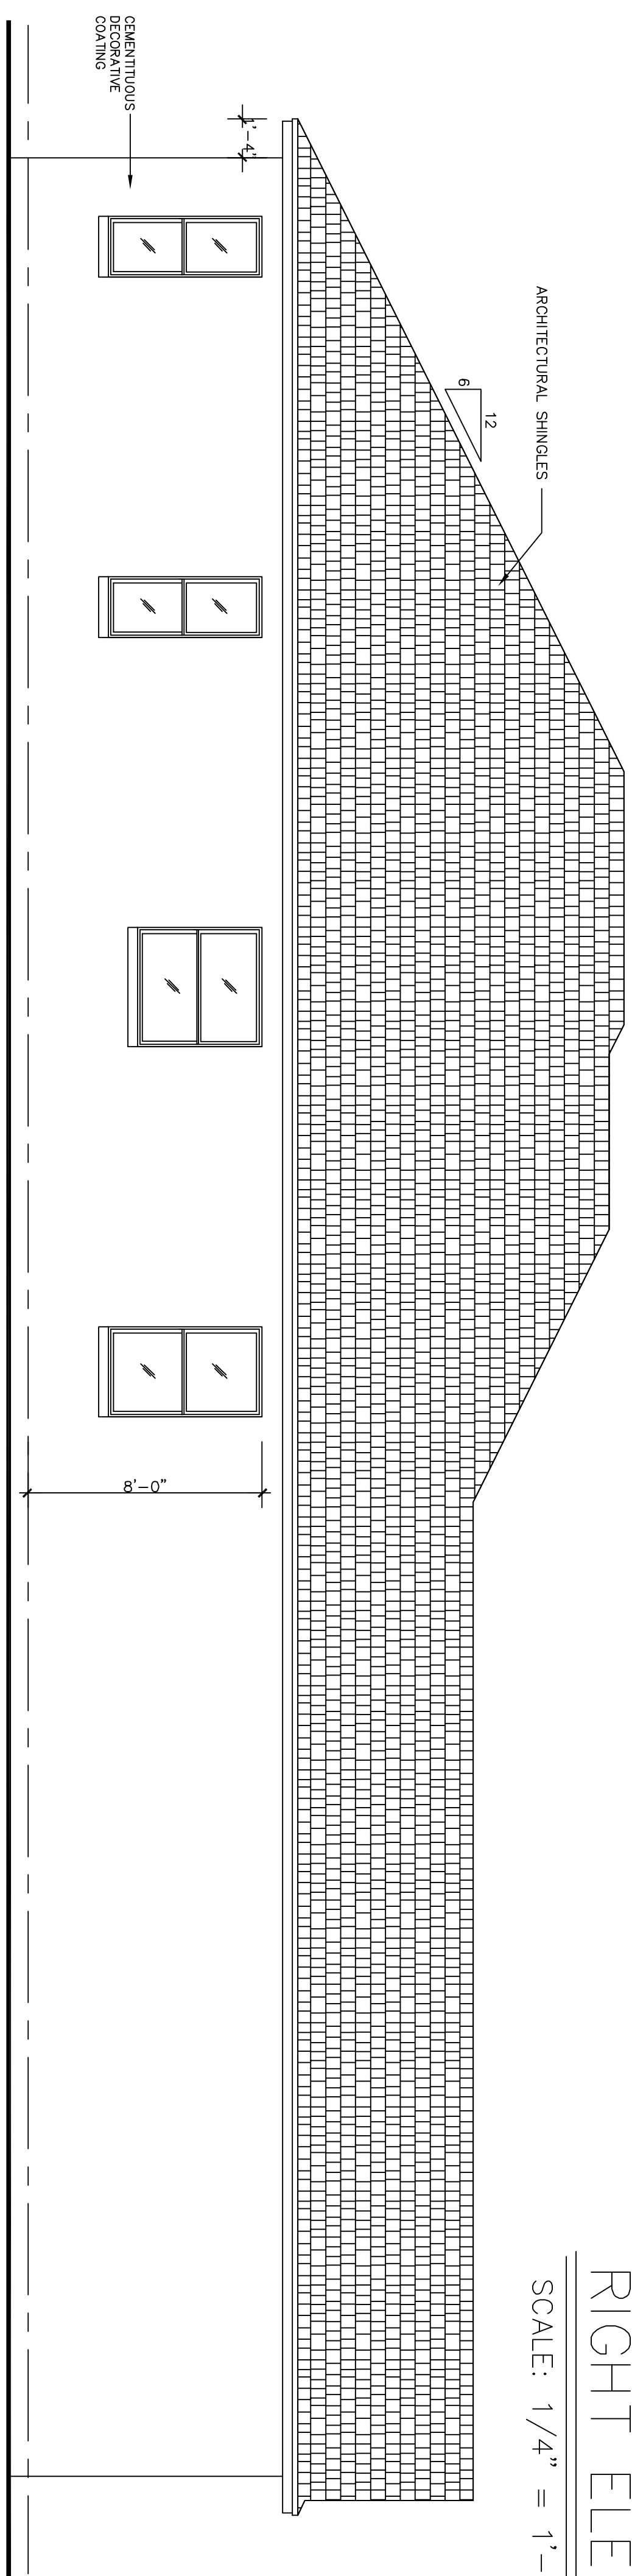 RIGHT ELE
SCALE: 1/4" = 1'-
ARCHITECTURAL SHINGLES
12
6
1'-4"
CEMENTITUOUS
DECORATIVE
COATING
8'-0"